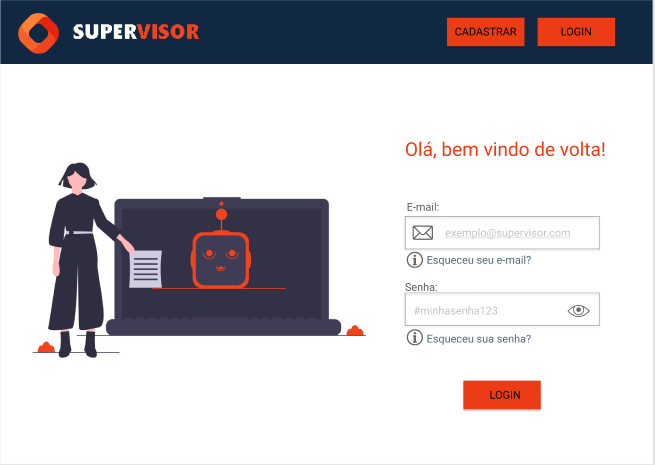 SUPERVISOR
CADASTRAR
LOGIN
Olá, bem vindo de volta!
E-mail:
exemplo@supervisor.com
Esqueceu seu e-mail?
Senha:
#minhasenha123
Esqueceu sua senha?
LOGIN